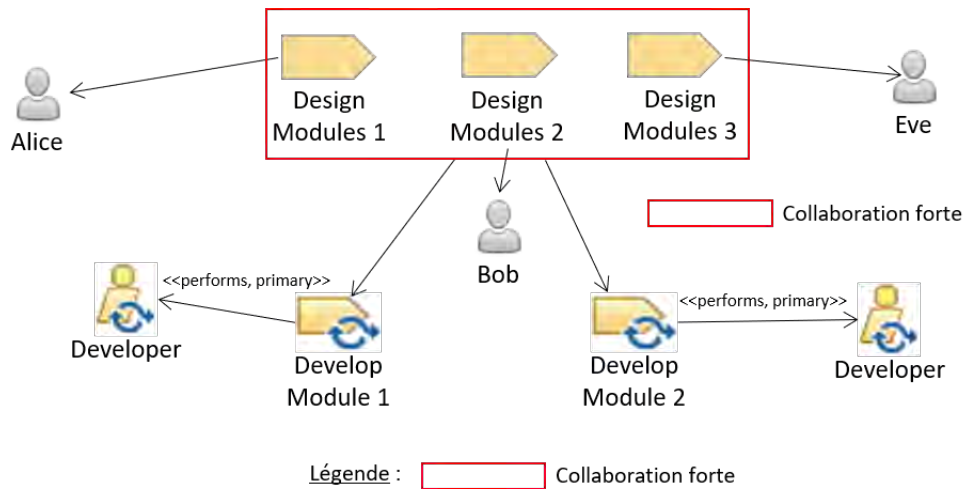 Design
Modules 1
Design
Modules 2
Design
Modules 3
Alice
Eve
Collaboration forte
Bob
<<performs, primary>>
<<performs, primary>>
Developer
Develop
Module 1
Develop
Module 2
Developer
Légende :
Collaboration forte